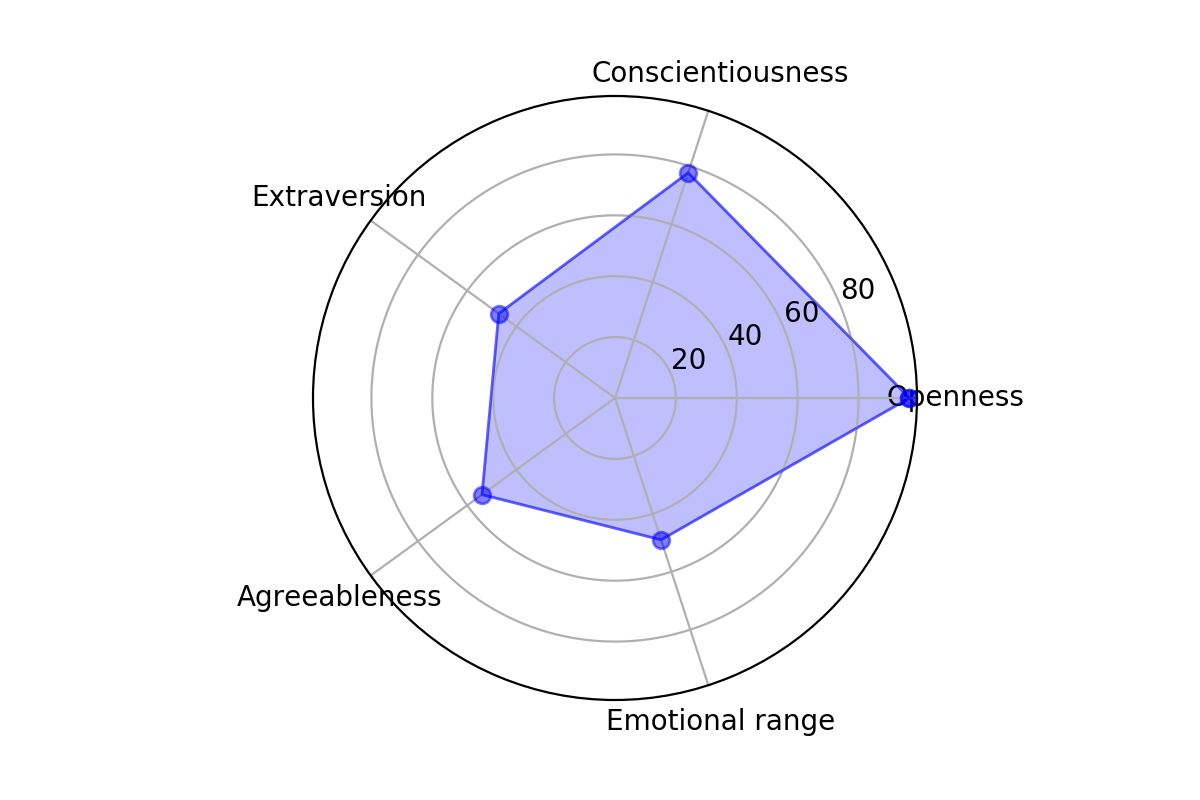 Conscientiousness
Extraversion
80
60
40
20
Openness
Agreeableness
Emotional range